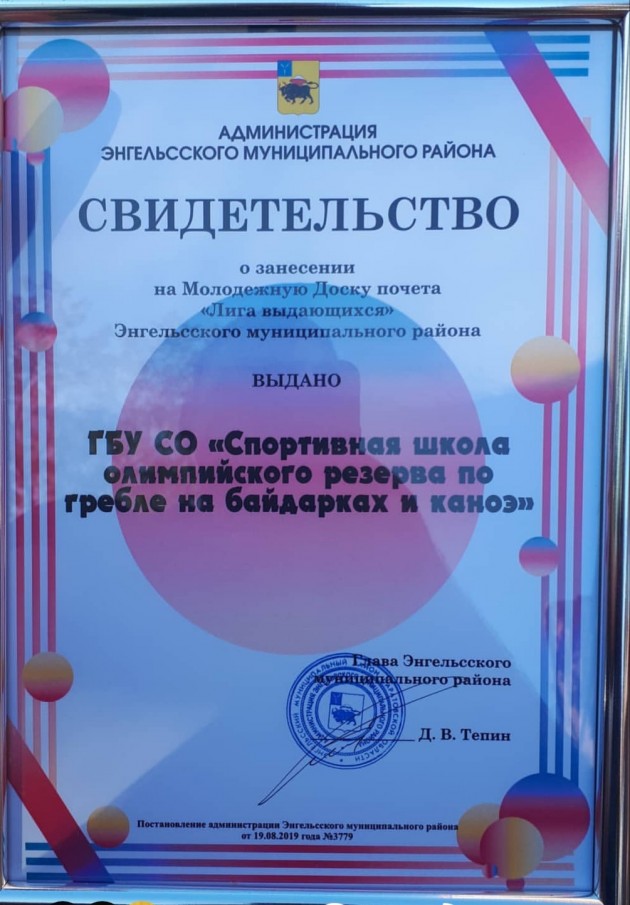 АДМИНИСТРАЦИЯ
ЭНГЕЛЬССКОГО МУНИЦИПАЛЬНОГО РАЙОНА
СВИДЕТЕЛЬСТВО
о занесении
на Молодежную Доску почета
«Лига выдающихся»
Энгельсского муниципального района
ВЫДАНО
ГБУ СО «Спортивная школа
олимпийского резерва по
гребле на байдарках и каноэ»
Глава Энгельсского
муниципального района
Д. В. Тепин
Постановление администрации Энгельсского муниципального района
от 19.08.2019 года №3779